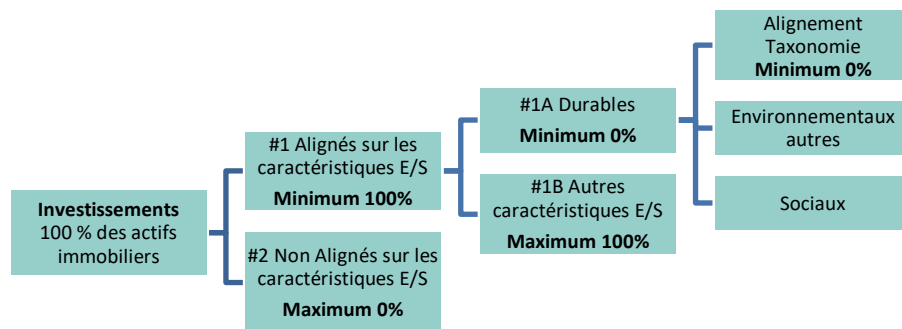 Investissements
100 % des actifs
immobiliers
#1 Alignés sur les
caractéristiques E/S
Minimum 100%
#2 Non Alignés sur les
caractéristiques E/S
Maximum 0%
#1A Durables
Minimum 0%
#1B Autres
caractéristiques E/S
Maximum 100%
Alignement
Taxonomie
Minimum 0%
Environnementaux
autres
Sociaux